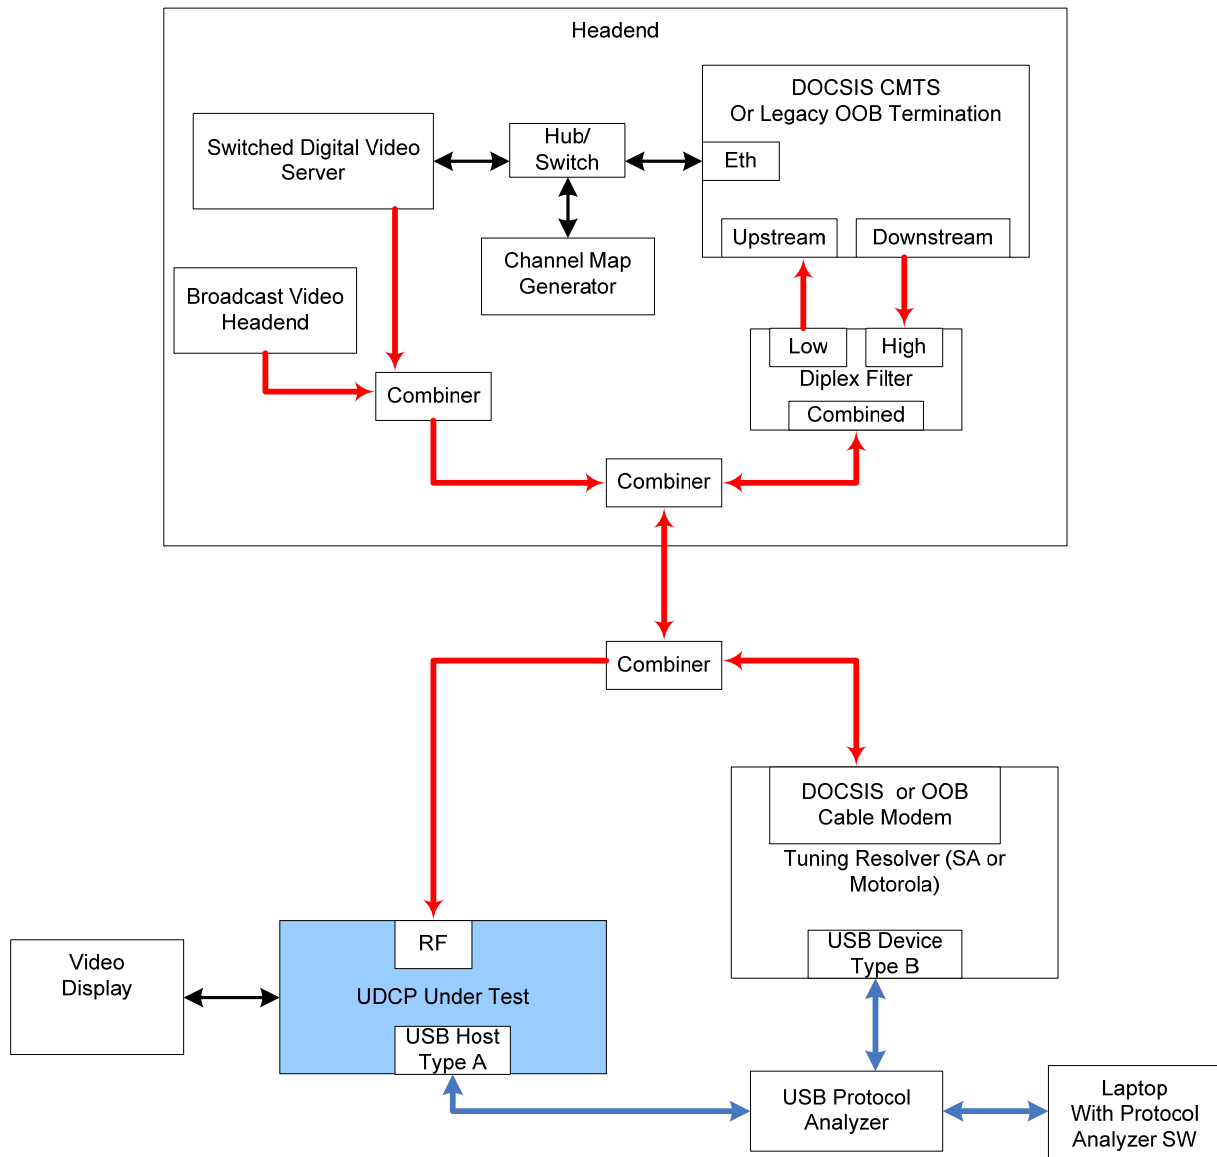 Headend
DOCSIS CMTS
Or Legacy OOB Termination
Switched Digital Video
Server
Hub/
Switch
Eth
Upstream
Downstream
Channel Map
Generator
Broadcast Video
Headend
Low
High
Diplex Filter
Combiner
Combined
Combiner
Combiner
DOCSIS or OOB
Cable Modem
Tuning Resolver (SA or
Motorola)
RF
USB Device
Type B
Video
Display
UDCP Under Test
USB Host
Type A
USB Protocol
Analyzer
Laptop
With Protocol
Analyzer SW